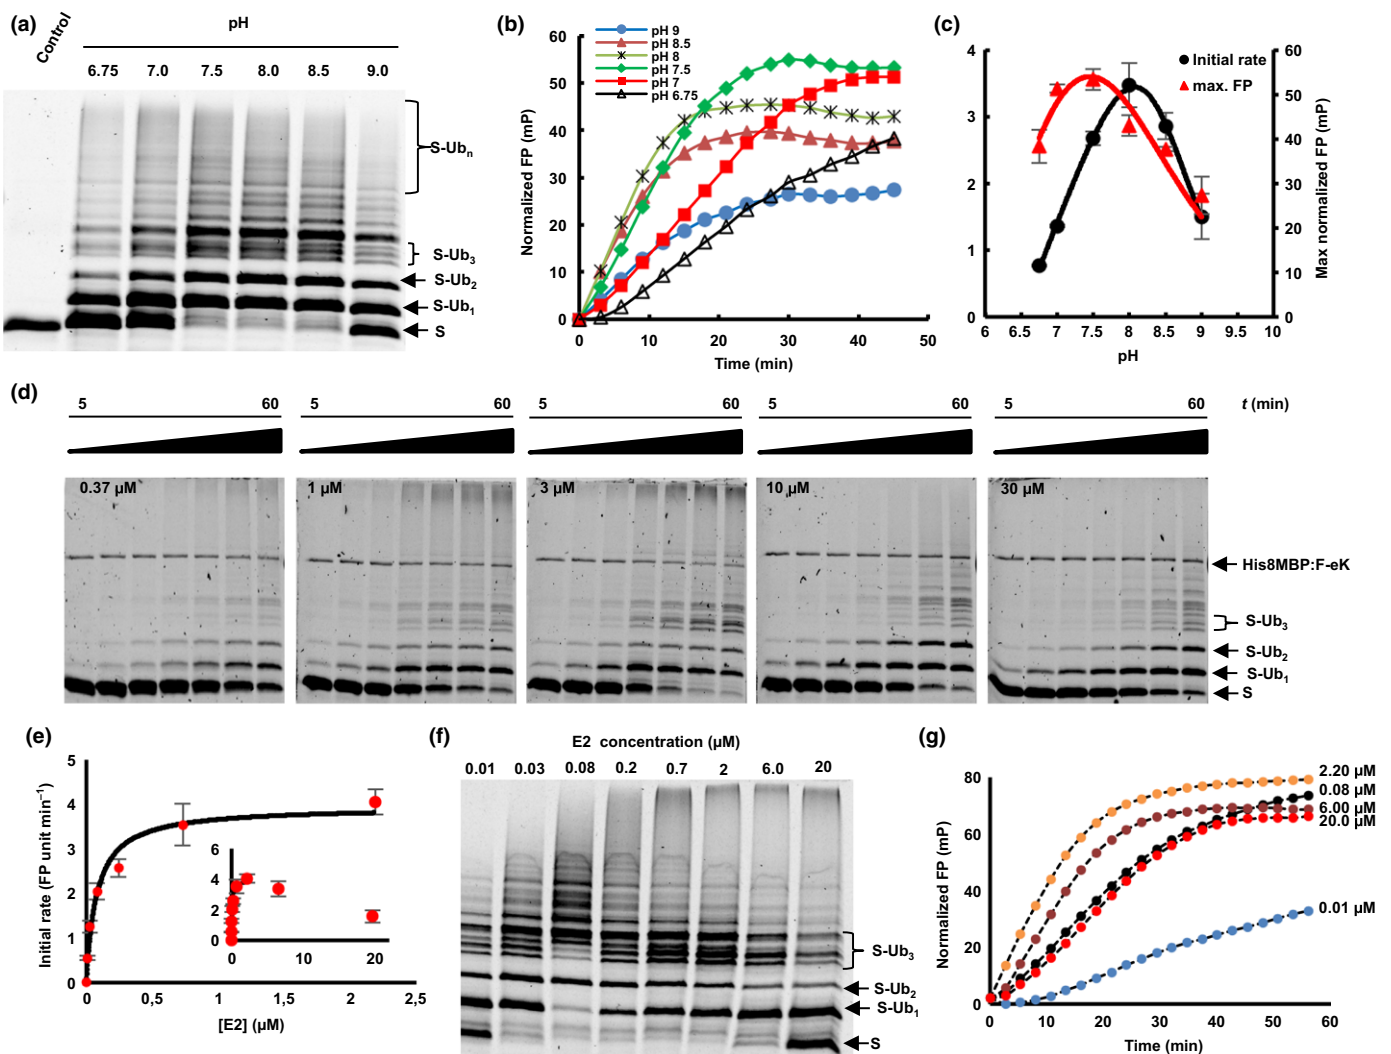 (a)
Control
pH
6.75 7.0 7.5 8.0 8.5 9.0
S-Ubn
S-Ub3
S-Ub2
S-Ub1
S
(b)
pH 9
pH 8.5
pH 8
pH 7.5
pH 7
pH 6.75
Normalized FP (mP)
60
50
40
30
20
10
0
0 10 20 30 40 50
Time (min)
(c)
Initial rate
max. FP
4
3
2
1
0
60
50
40
30
20
10
0
Max normalized FP (mP)
6 6.5 7 7.5 8 8.5 9 9.5 10
pH
(d)
5 60 5 60 5 60 5 60 5 60 t (min)
0.37 µM 1 µM 3 µM 10 µM 30 µM
His8MBP:F-eK
S-Ub3
S-Ub2
S-Ub1
S
(e)
Initial rate (FP unit min⁻¹)
5
4
3
2
1
0
6
4
2
0
0 10 20
0 0,5 1 1,5 2 2,5
[E2] (µM)
(f)
E2 concentration (µM)
0.01 0.03 0.08 0.2 0.7 2 6.0 20
S-Ub3
S-Ub2
S-Ub1
S
(g)
Normalized FP (mP)
80
60
40
20
0
2.20 µM
0.08 µM
6.00 µM
20.0 µM
0.01 µM
0 10 20 30 40 50 60
Time (min)